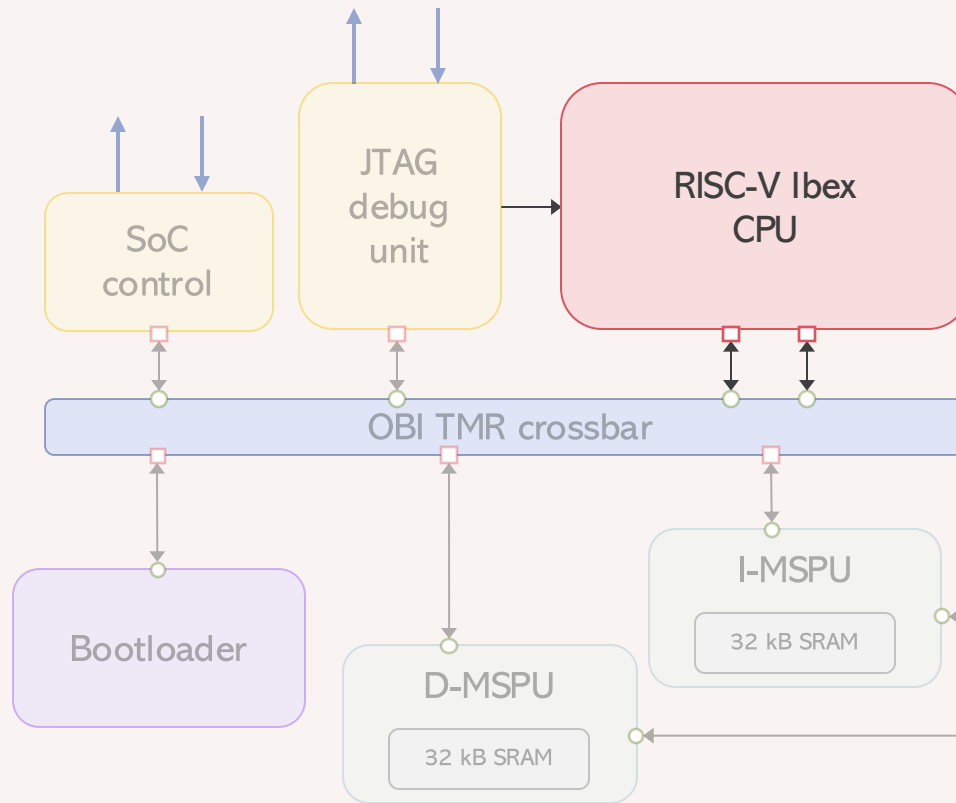 JTAG
debug
unit
RISC-V Ibex
CPU
SoC
control
OBI TMR crossbar
I-MSPU
32 kB SRAM
Bootloader
D-MSPU
32 kB SRAM